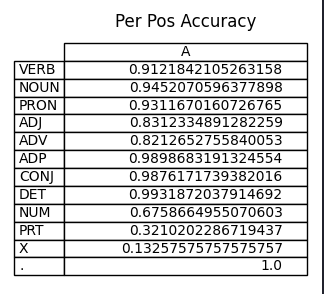 Per Pos Accuracy
A
VERB 0.9121842105263158
NOUN 0.9452070596377898
PRON 0.9311670160726765
ADJ 0.8312334891282259
ADV 0.8212652755840053
ADP 0.9898683191324554
CONJ 0.9876171739382016
DET 0.9931872037914692
NUM 0.6758664955070603
PRT 0.3210202286719437
X 0.13257575757575757
. 1.0